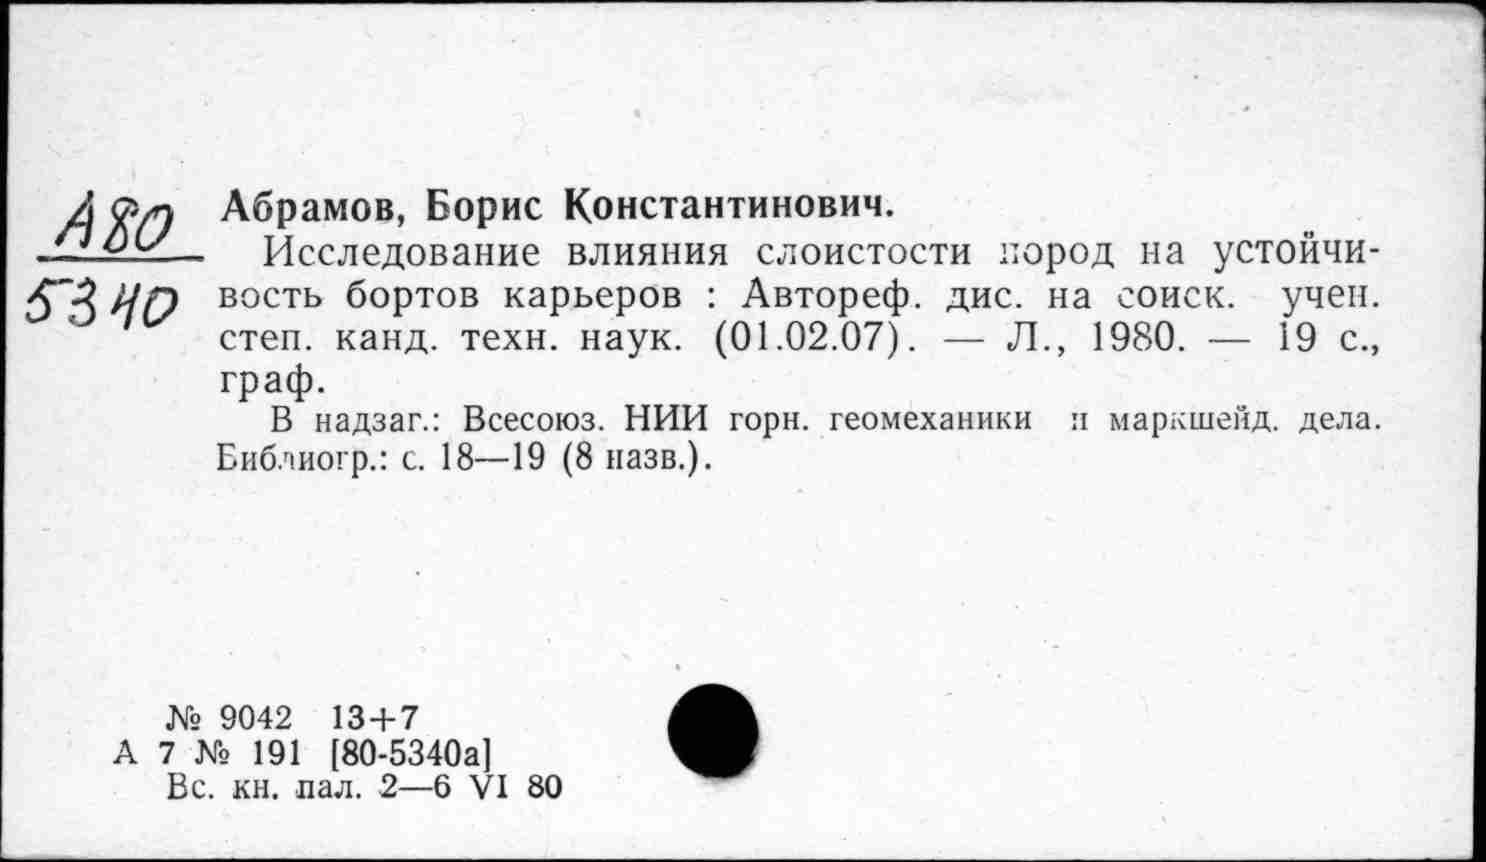 А80
5340
Абрамов, Борис Константинович.
Исследование влияния слоистости пород на устойчи-
вость бортов карьеров : Автореф. дис. на соиск. учен.
степ. канд. техн. наук. (01.02.07). — Л., 1980. — 19 с.,
граф.
В надзаг.: Всесоюз. НИИ горн. геомеханики и маркшейд. дела.
Библиогр.: с. 18—19 (8 назв.).
№ 9042 13+7
А 7 № 191 [80-5340а]
Вс. кн. пал. 2—6 VI 80